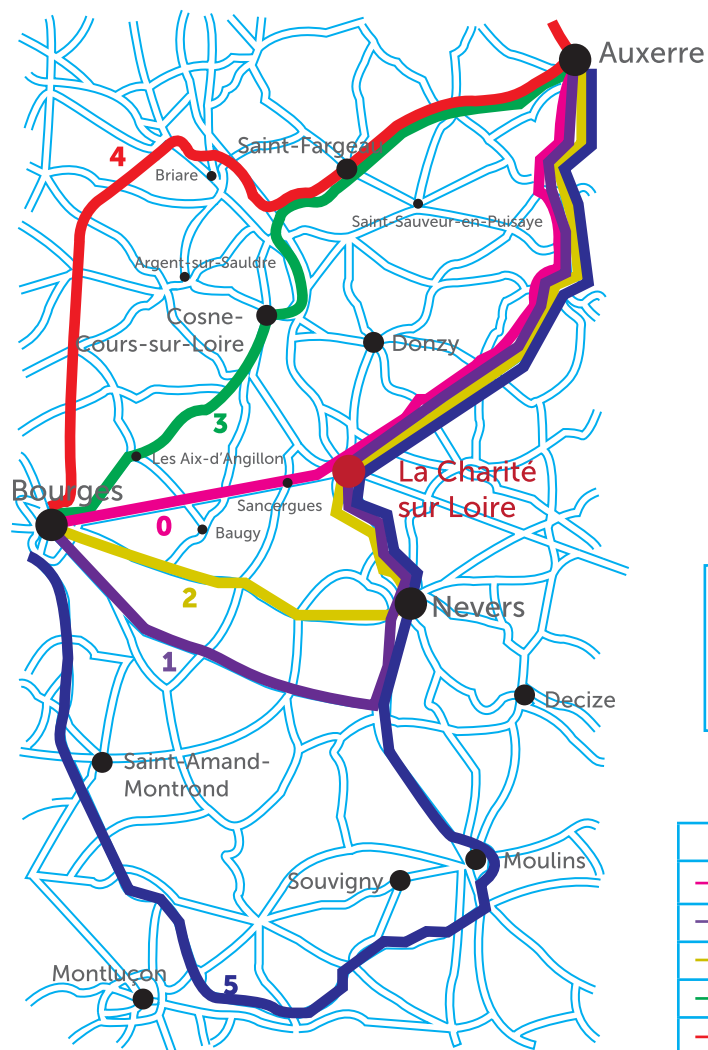 Auxerre
Saint-Fargeau
4
Briare
Saint-Sauveur-en-Puisaye
Argent-sur-Sauldre
Cosne-
Cours-sur-Loire
Donzy
3
Les Aix-d'Angillon
La Charité
sur Loire
Bourges
Sancergues
0
Baugy
2
Nevers
1
Decize
Saint-Amand-
Montrond
Moulins
Souvigny
Montluçon
5